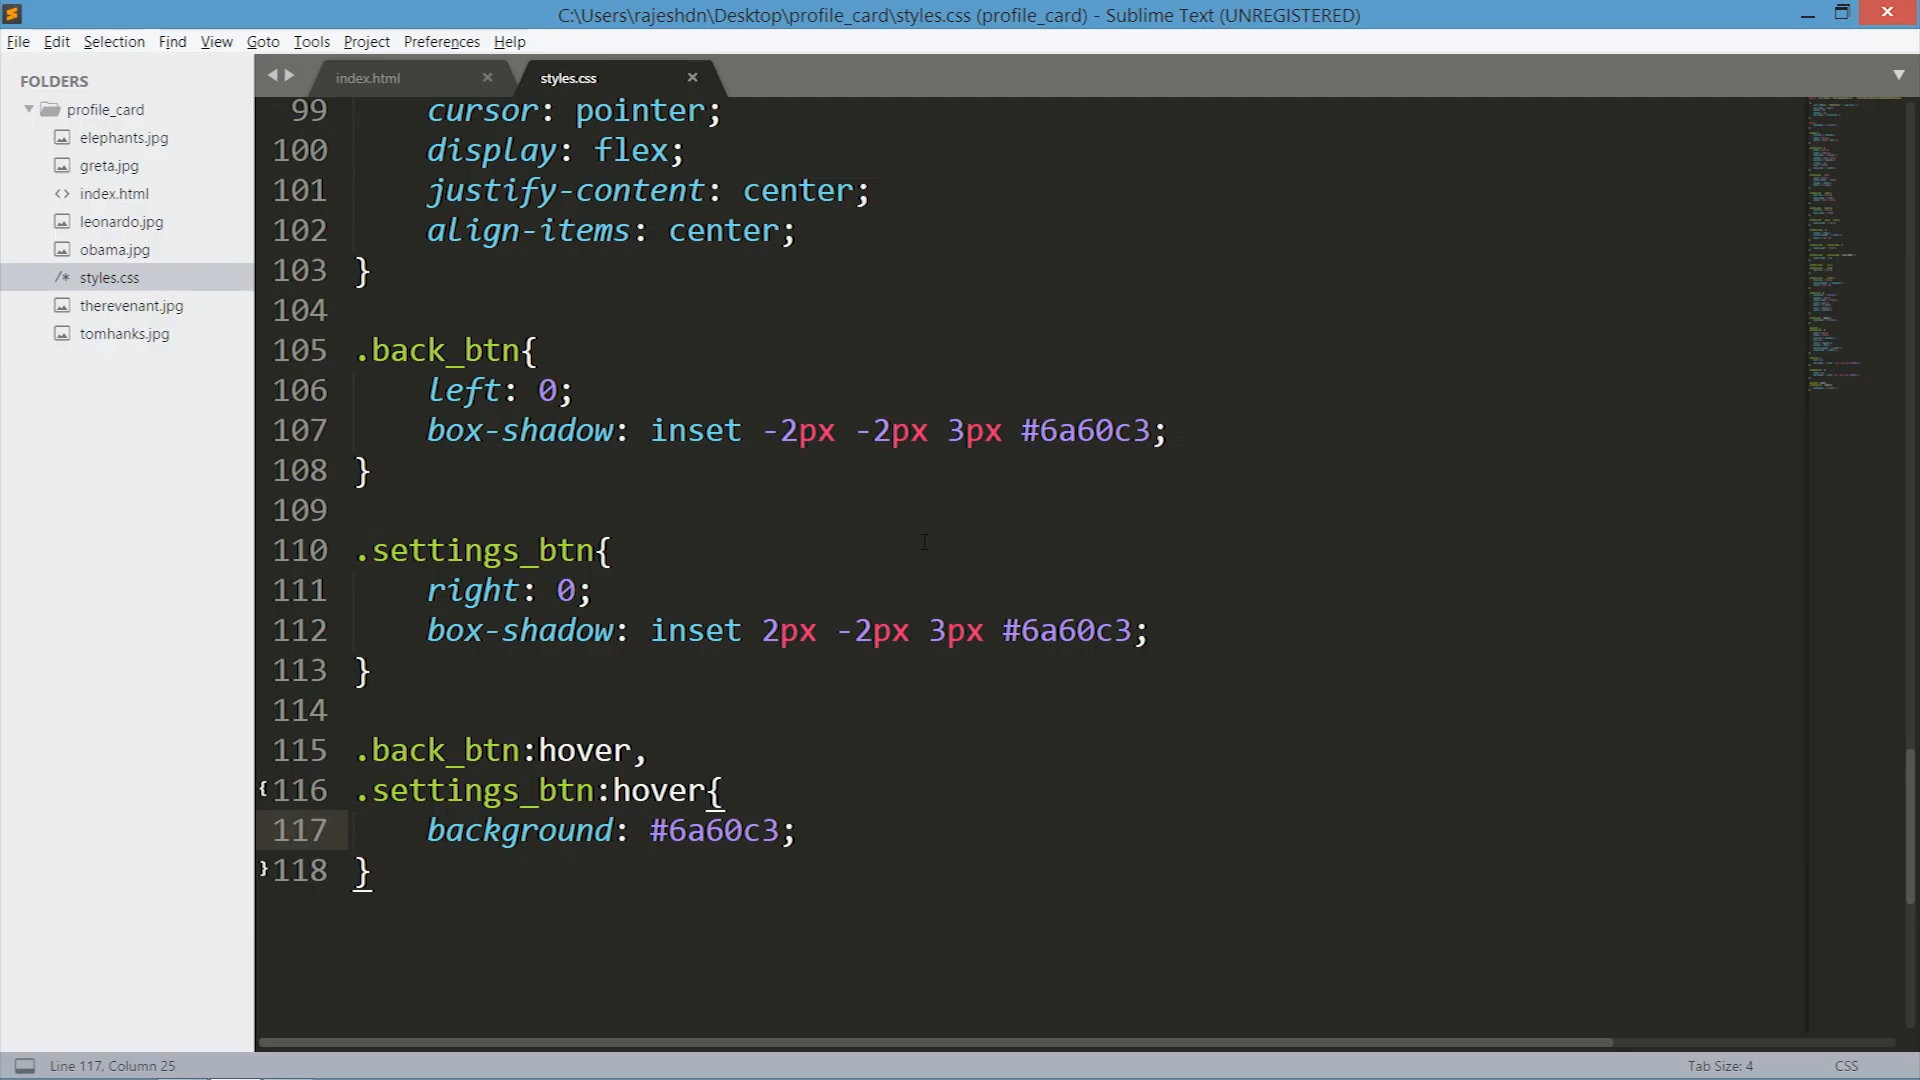 C:\Users\rajeshdn\Desktop\profile_card\styles.css (profile_card) - Sublime Text (UNREGISTERED)
File Edit Selection Find View Goto Tools Project Preferences Help
FOLDERS
profile_card
elephants.jpg
greta.jpg
<> index.html
leonardo.jpg
obama.jpg
/* styles.css
therevenant.jpg
tomhanks.jpg
index.html × styles.css ×
99 cursor: pointer;
100 display: flex;
101 justify-content: center;
102 align-items: center;
103 }
104
105 .back_btn{
106 left: 0;
107 box-shadow: inset -2px -2px 3px #6a60c3;
108 }
109
110 .settings_btn{
111 right: 0;
112 box-shadow: inset 2px -2px 3px #6a60c3;
113 }
114
115 .back_btn:hover,
{116 .settings_btn:hover{
117 background: #6a60c3;
}118 }
Line 117, Column 25 Tab Size: 4 CSS